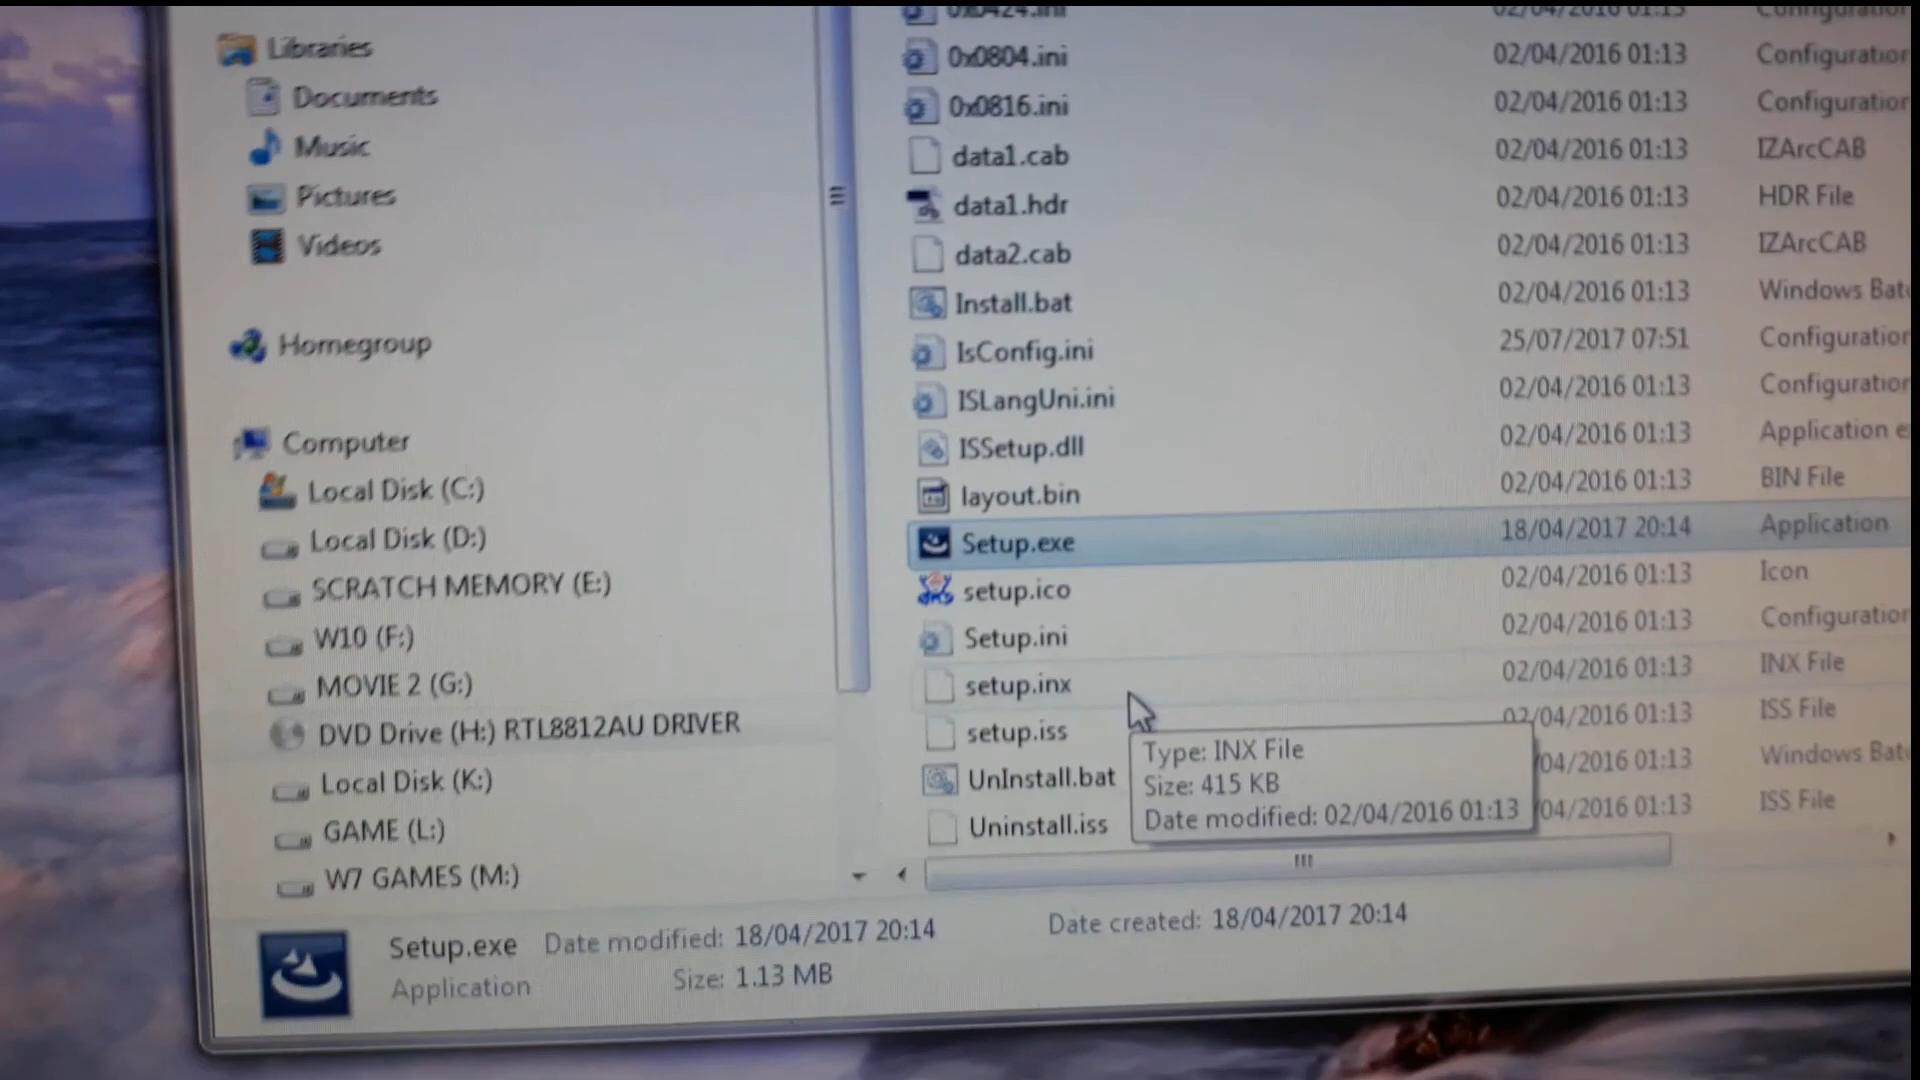 Libraries
Documents
Music
Pictures
Videos
Homegroup
Computer
Local Disk (C:)
Local Disk (D:)
SCRATCH MEMORY (E:)
W10 (F:)
MOVIE 2 (G:)
DVD Drive (H:) RTL8812AU DRIVER
Local Disk (K:)
GAME (L:)
W7 GAMES (M:)
0x0424.ini 02/04/2016 01:13 Configuration
0x0804.ini 02/04/2016 01:13 Configuration
0x0816.ini 02/04/2016 01:13 Configuration
data1.cab 02/04/2016 01:13 IZArcCAB
data1.hdr 02/04/2016 01:13 HDR File
data2.cab 02/04/2016 01:13 IZArcCAB
Install.bat 02/04/2016 01:13 Windows Bat
IsConfig.ini 25/07/2017 07:51 Configuration
ISLangUni.ini 02/04/2016 01:13 Configuration
ISSetup.dll 02/04/2016 01:13 Application e
layout.bin 02/04/2016 01:13 BIN File
Setup.exe 18/04/2017 20:14 Application
setup.ico 02/04/2016 01:13 Icon
Setup.ini 02/04/2016 01:13 Configuration
setup.inx 02/04/2016 01:13 INX File
setup.iss 02/04/2016 01:13 ISS File
UnInstall.bat /04/2016 01:13 Windows Bat
Uninstall.iss /04/2016 01:13 ISS File
Type: INX File
Size: 415 KB
Date modified: 02/04/2016 01:13
Setup.exe Date modified: 18/04/2017 20:14 Date created: 18/04/2017 20:14
Application Size: 1.13 MB